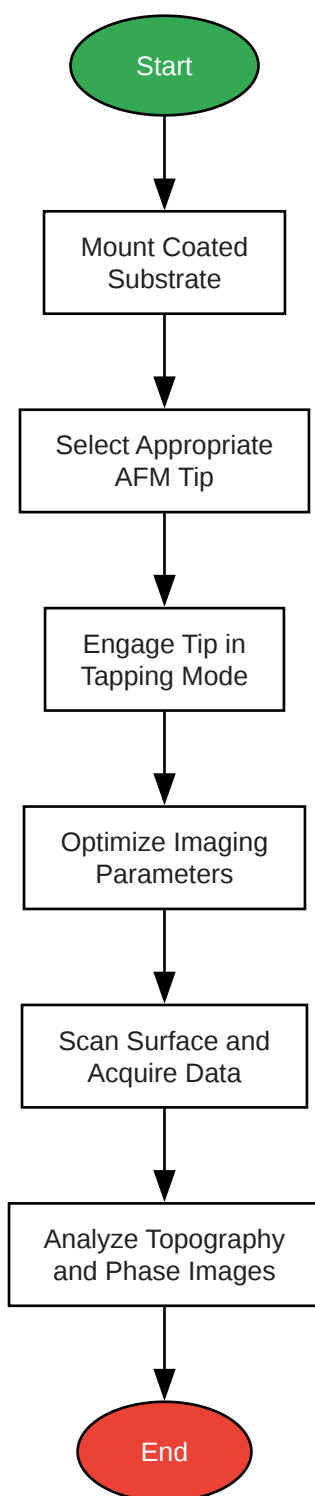 Start
Mount Coated
Substrate
Select Appropriate
AFM Tip
Engage Tip in
Tapping Mode
Optimize Imaging
Parameters
Scan Surface and
Acquire Data
Analyze Topography
and Phase Images
End